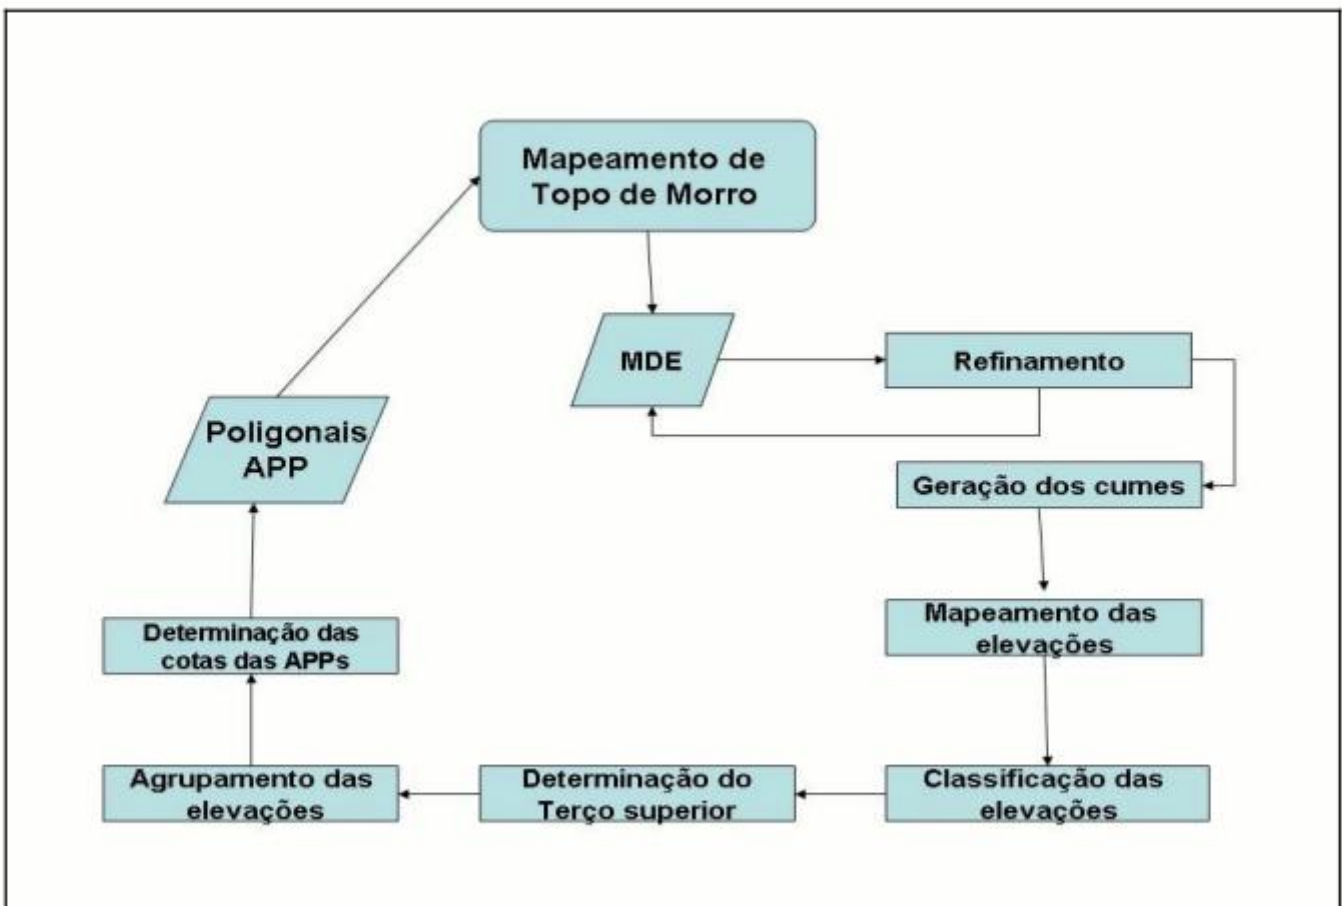 Mapeamento de
Topo de Morro
MDE
Refinamento
Poligonais
APP
Geração dos cumes
Mapeamento das
elevações
Determinação das
cotas das APPs
Agrupamento das
elevações
Determinação do
Terço superior
Classificação das
elevações